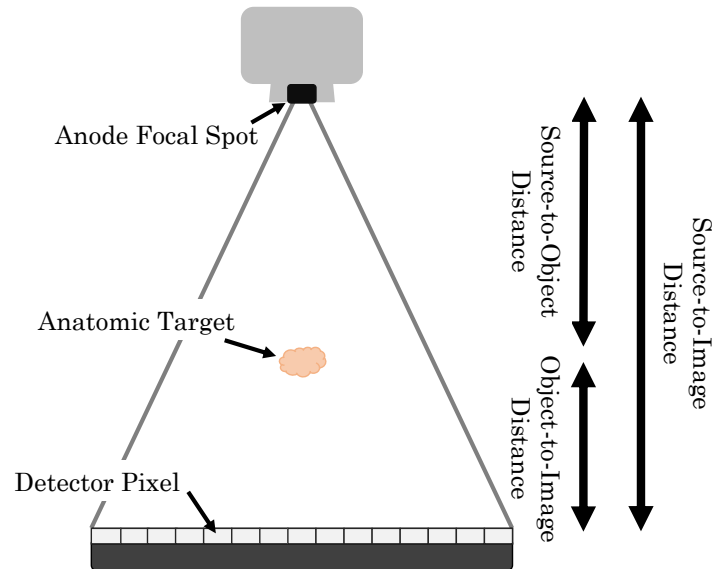 Anode Focal Spot
Source-to-Object
Distance
Source-to-Image
Distance
Anatomic Target
Object-to-Image
Distance
Detector Pixel